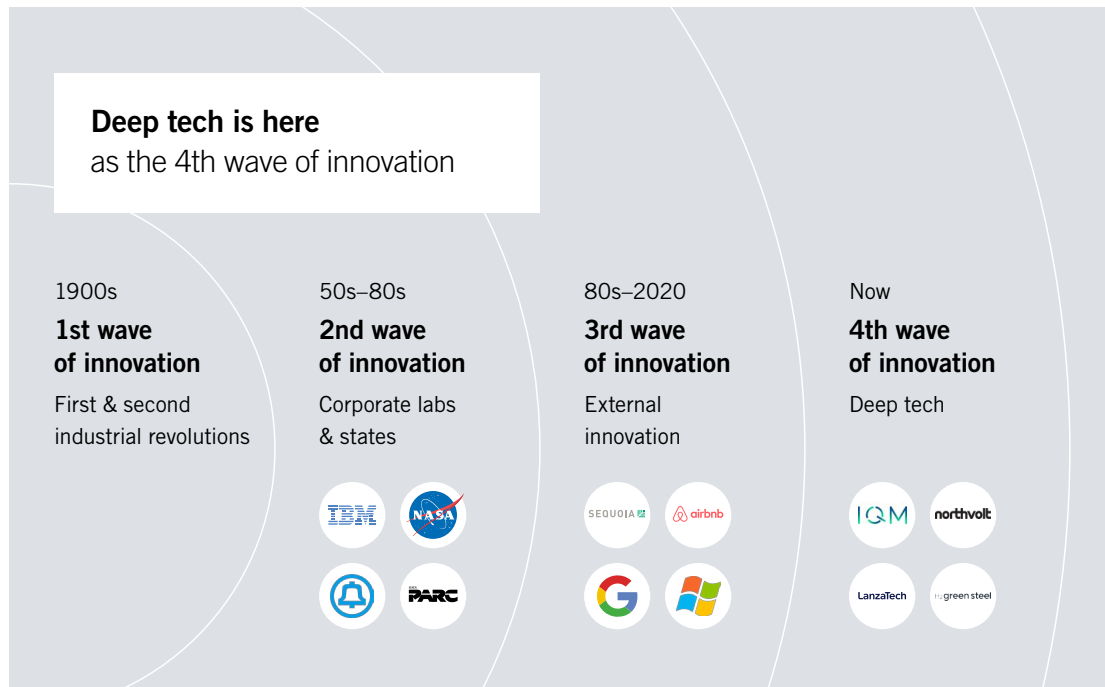 Deep tech is here
as the 4th wave of innovation
1900s
1st wave
of innovation
First & second
industrial revolutions
50s–80s
2nd wave
of innovation
Corporate labs
& states
IBM
NASA
PARC
80s–2020
3rd wave
of innovation
External
innovation
SEQUOIA
airbnb
G
Now
4th wave
of innovation
Deep tech
IQM
northvolt
LanzaTech
green steel